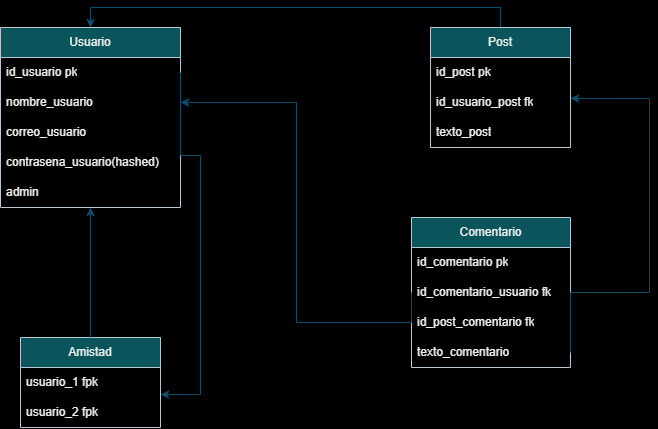 Usuario
id_usuario pk
nombre_usuario
correo_usuario
contrasena_usuario(hashed)
admin
Post
id_post pk
id_usuario_post fk
texto_post
Comentario
id_comentario pk
id_comentario_usuario fk
id_post_comentario fk
texto_comentario
Amistad
usuario_1 fpk
usuario_2 fpk